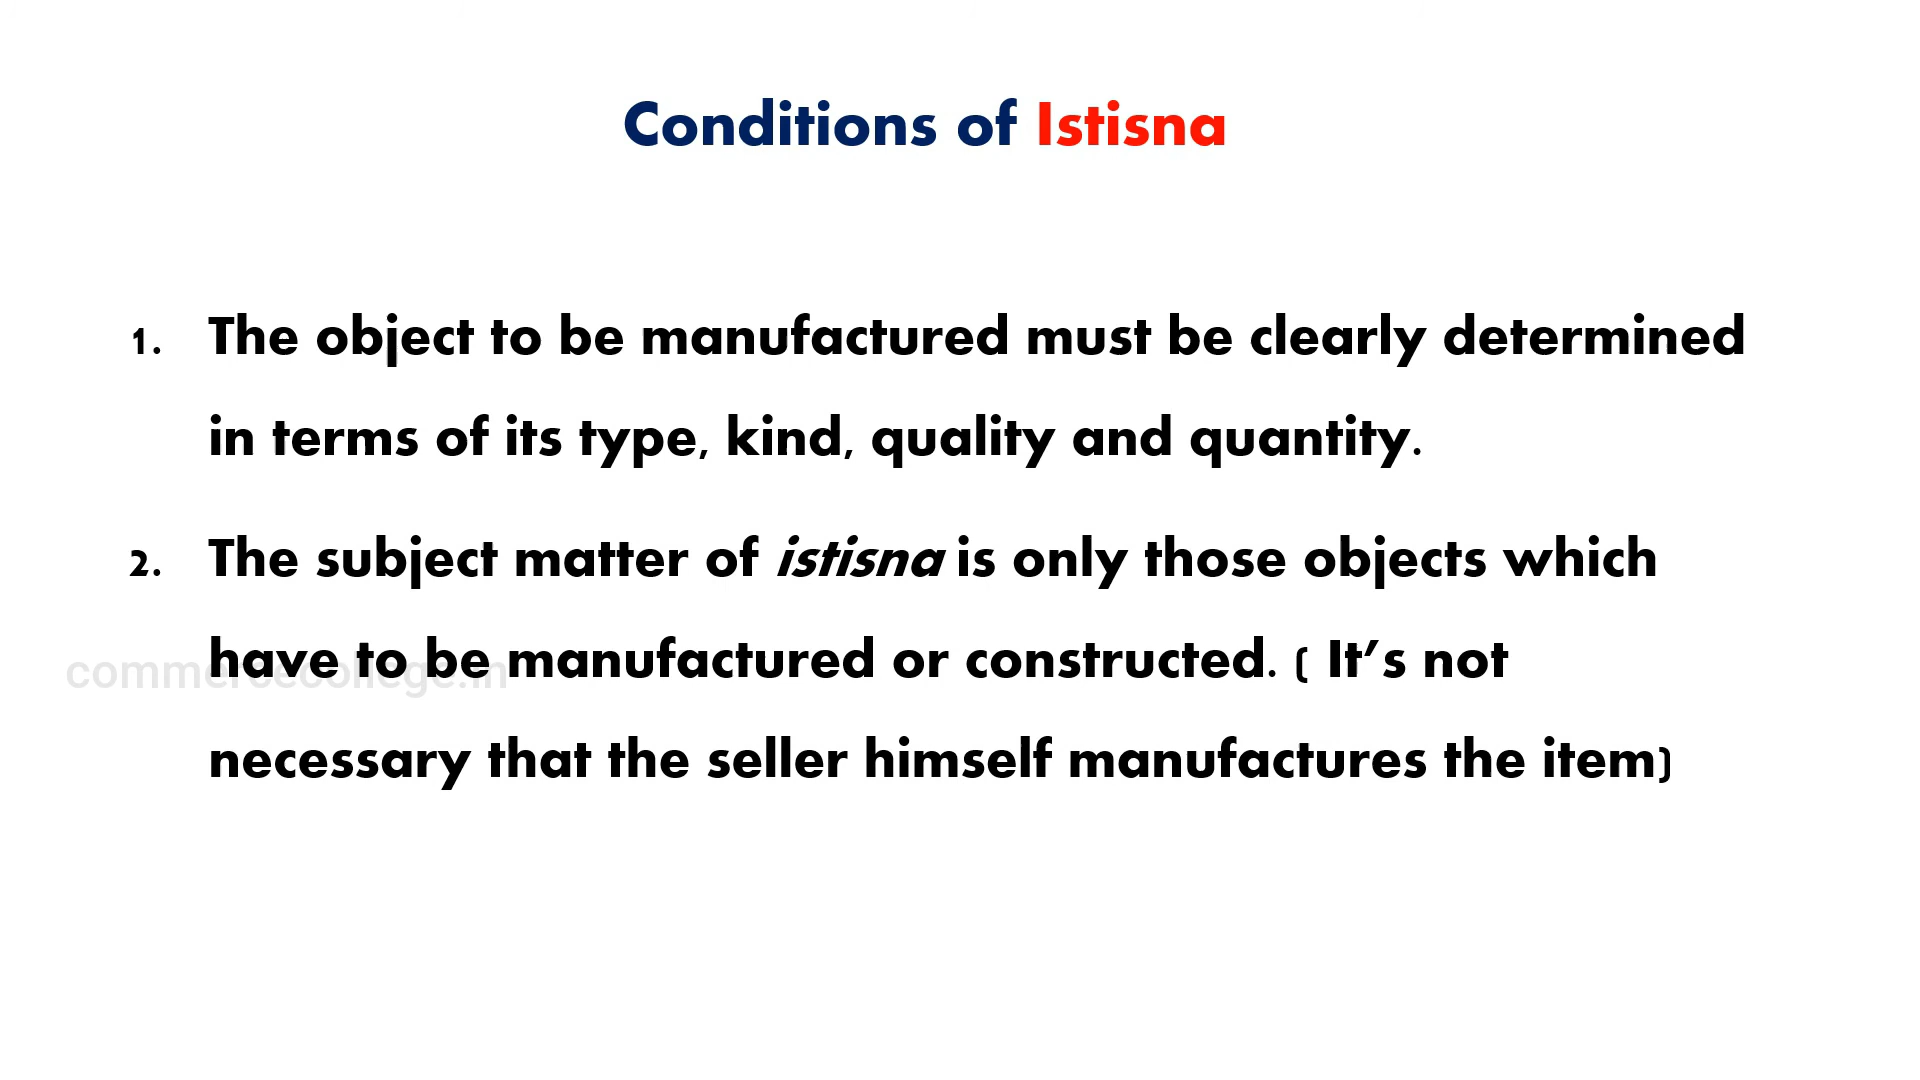 Conditions of Istisna
1. The object to be manufactured must be clearly determined
in terms of its type, kind, quality and quantity.
2. The subject matter of istisna is only those objects which
have to be manufactured or constructed. ( It’s not
commercecollege.in
necessary that the seller himself manufactures the item)